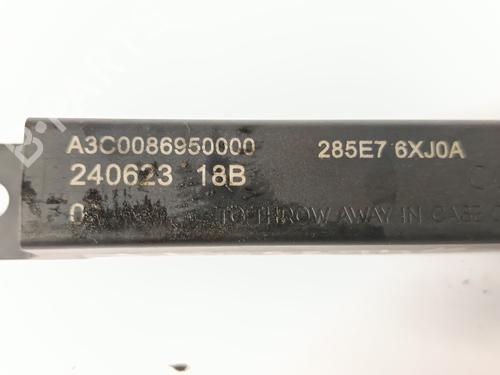 A3C0086950000 285E7 6XJ0A
240623 18B
TO THROW AWAY IN CASE